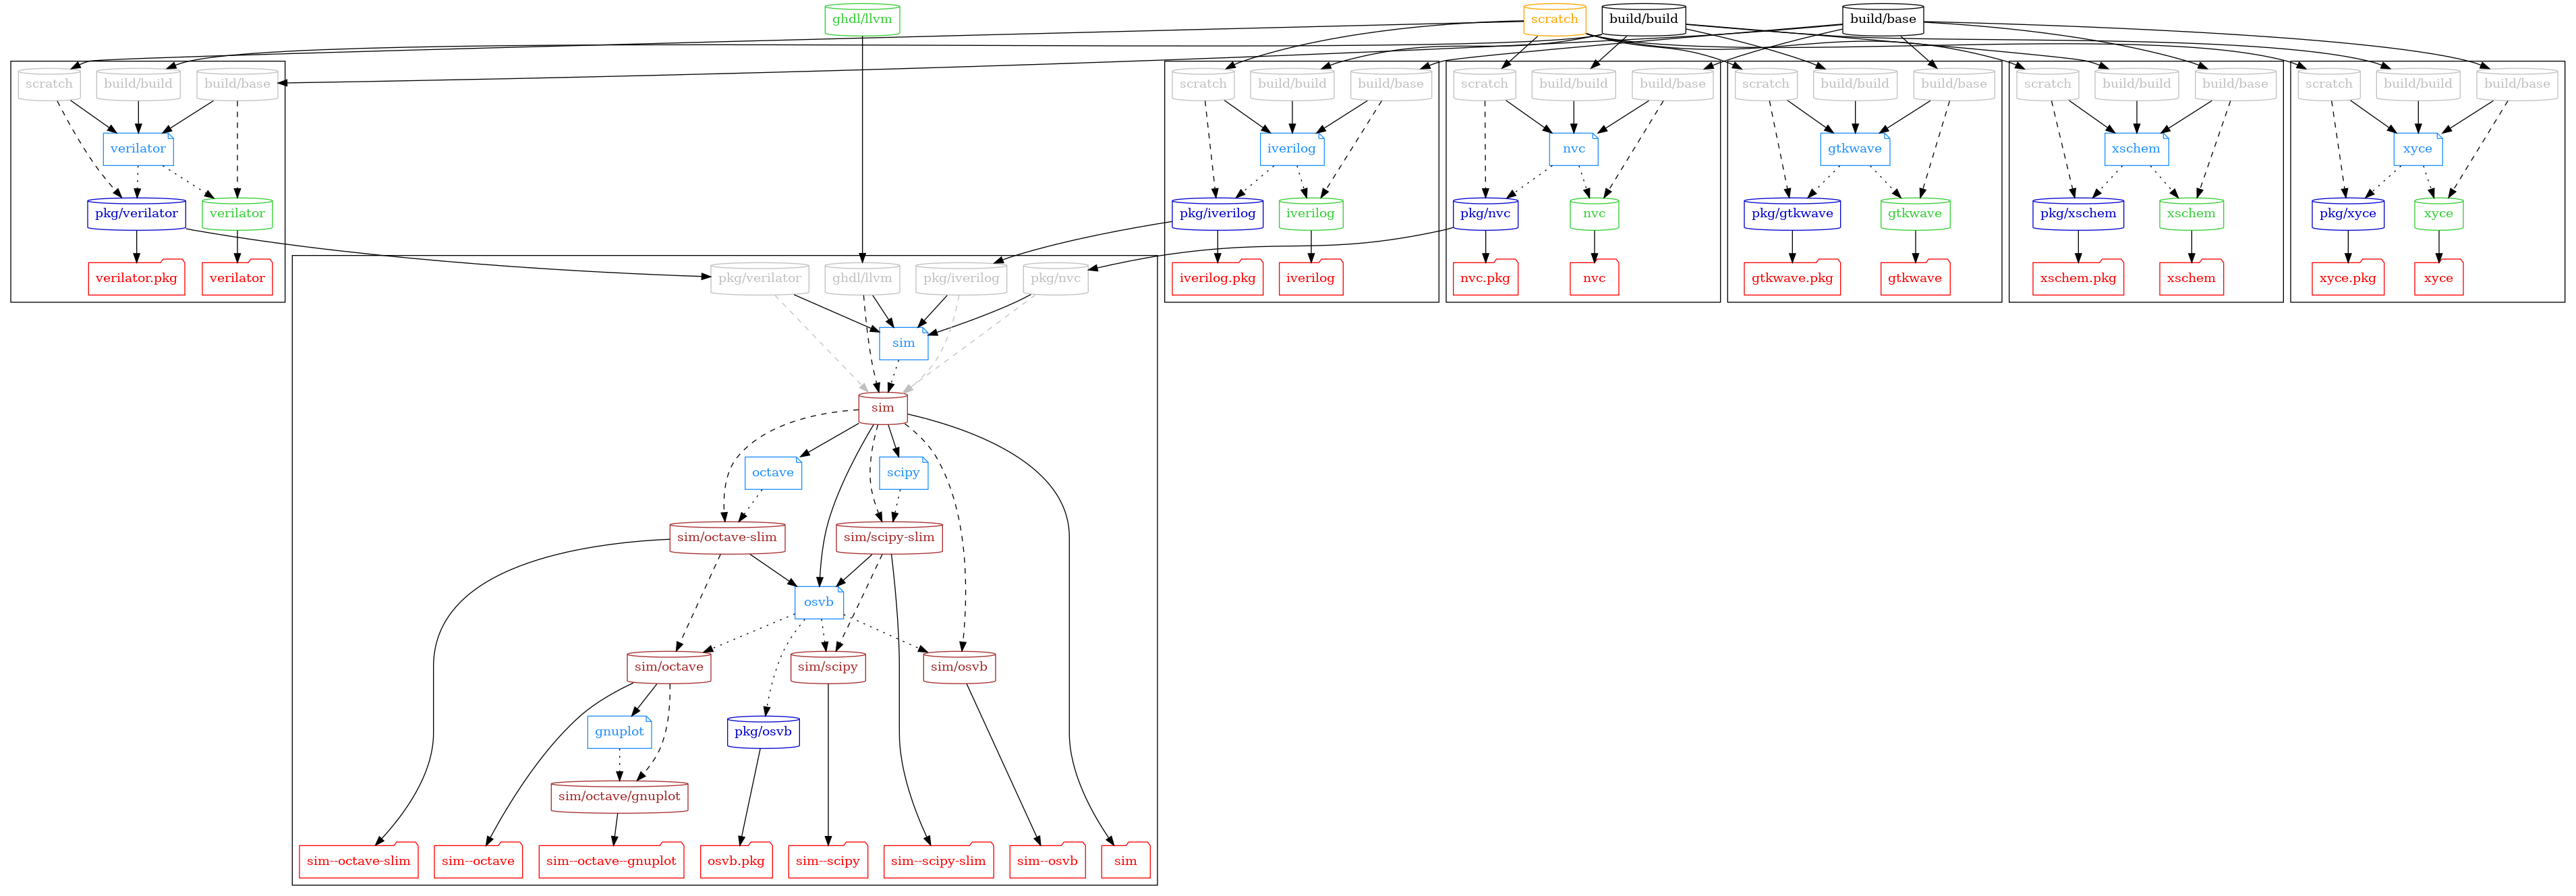 ghdl/llvm
scratch
build/build
build/base
scratch
build/build
build/base
scratch
build/build
build/base
scratch
build/build
build/base
scratch
build/build
build/base
scratch
build/build
build/base
scratch
build/build
build/base
verilator
iverilog
nvc
gtkwave
xschem
xyce
pkg/verilator
verilator
pkg/iverilog
iverilog
pkg/nvc
nvc
pkg/gtkwave
gtkwave
pkg/xschem
xschem
pkg/xyce
xyce
verilator.pkg
verilator
pkg/verilator
ghdl/llvm
pkg/iverilog
pkg/nvc
iverilog.pkg
iverilog
nvc.pkg
nvc
gtkwave.pkg
gtkwave
xschem.pkg
xschem
xyce.pkg
xyce
sim
sim
octave
scipy
sim/octave-slim
sim/scipy-slim
osvb
sim/octave
sim/scipy
sim/osvb
gnuplot
pkg/osvb
sim/octave/gnuplot
sim--octave-slim
sim--octave
sim--octave--gnuplot
osvb.pkg
sim--scipy
sim--scipy-slim
sim--osvb
sim